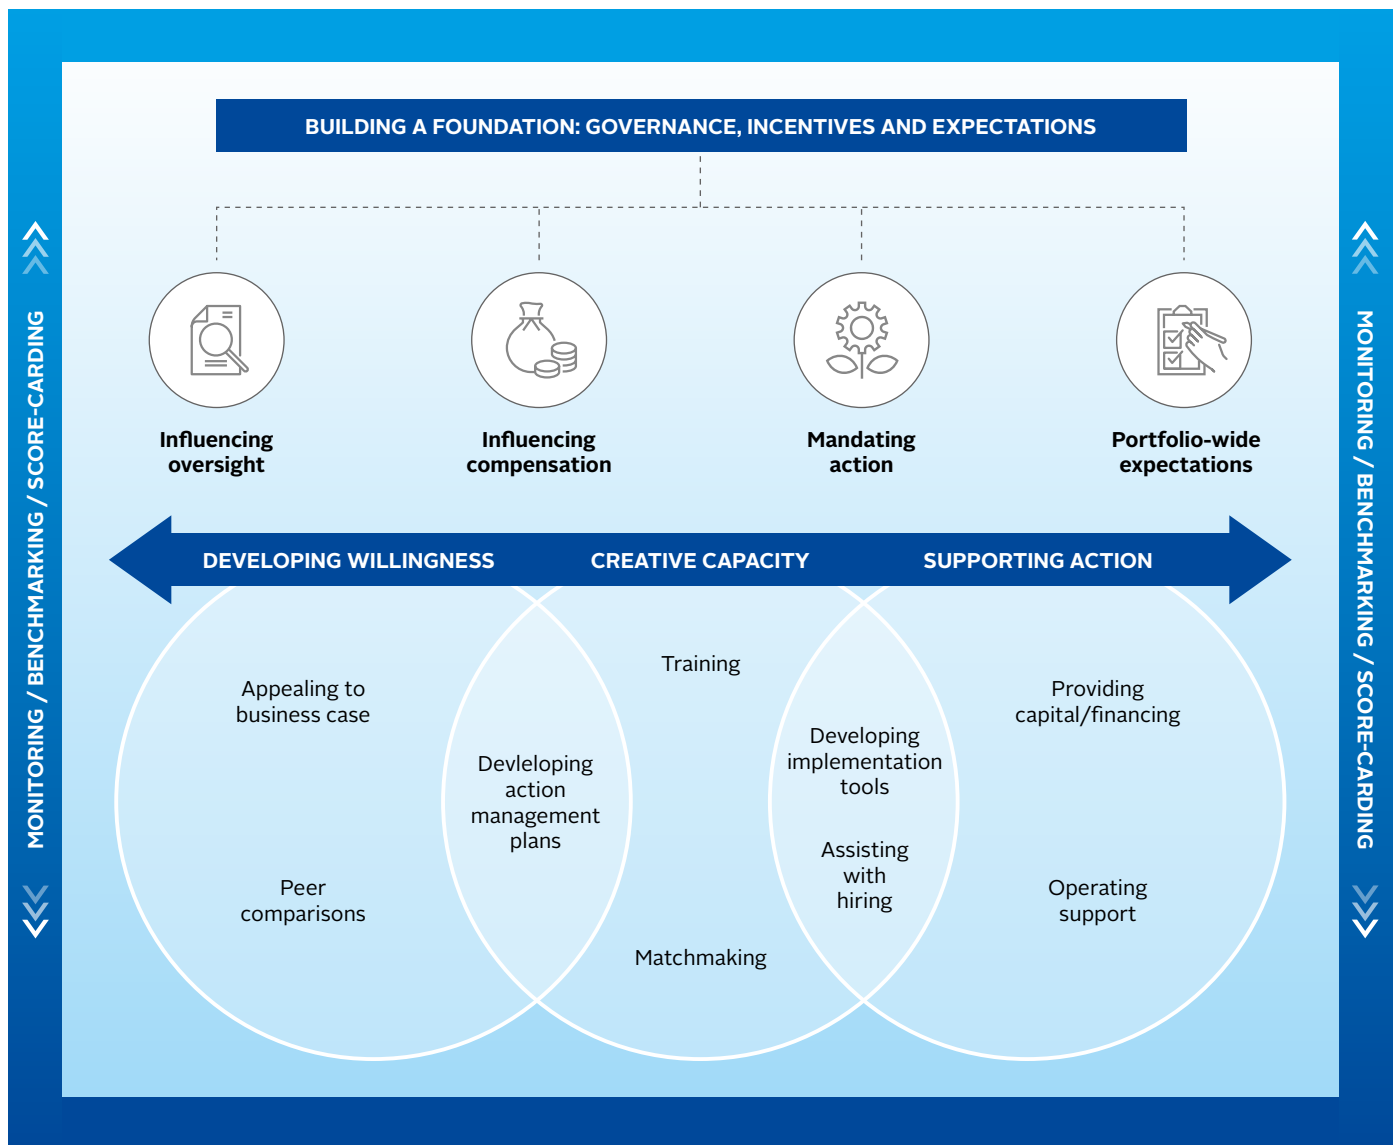 BUILDING A FOUNDATION: GOVERNANCE, INCENTIVES AND EXPECTATIONS
Influencing
oversight
Influencing
compensation
Mandating
action
Portfolio-wide
expectations
DEVELOPING WILLINGNESS
CREATIVE CAPACITY
SUPPORTING ACTION
Appealing to
business case
Peer
comparisons
Devleloping
action
management
plans
Training
Matchmaking
Developing
implementation
tools
Assisting
with
hiring
Providing
capital/financing
Operating
support
MONITORING / BENCHMARKING / SCORE-CARDING
MONITORING / BENCHMARKING / SCORE-CARDING